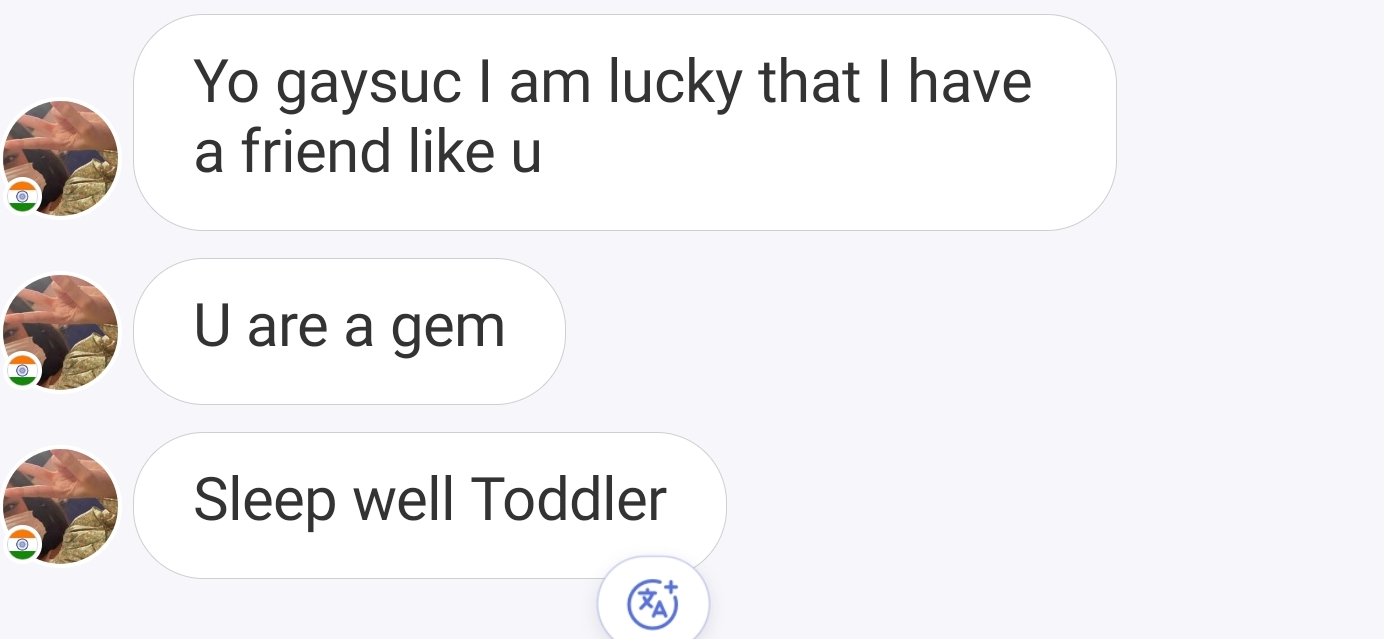 Yo gaysuc I am lucky that I have
a friend like u
U are a gem
Sleep well Toddler